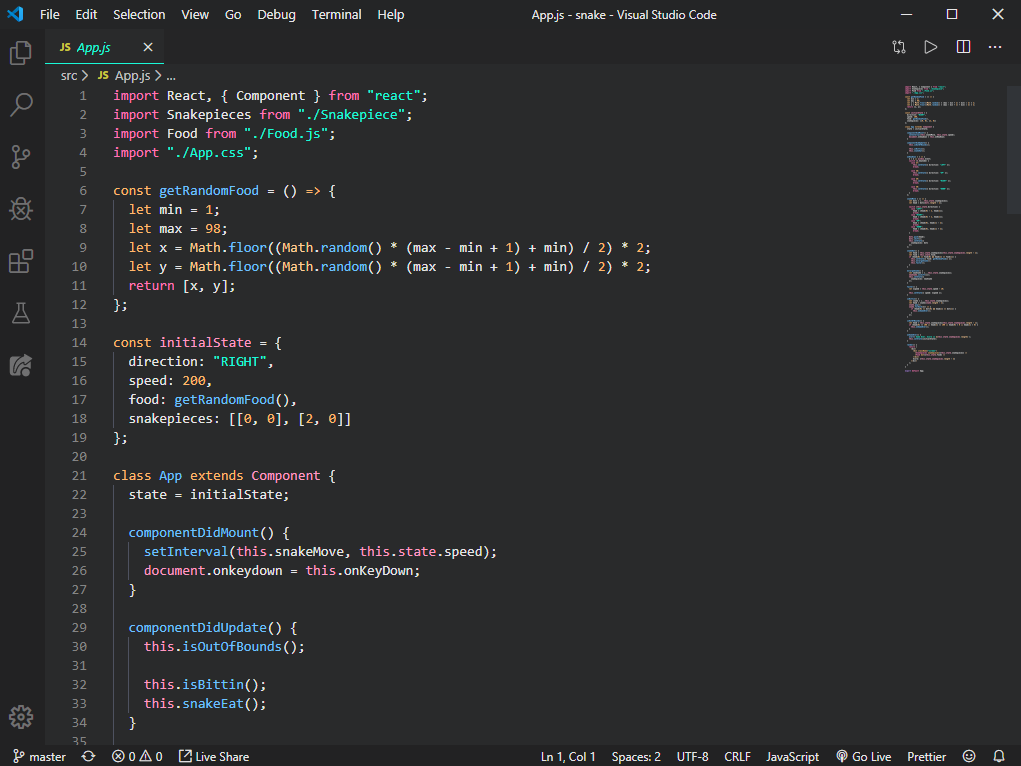 File Edit Selection View Go Debug Terminal Help App.js - snake - Visual Studio Code
JS App.js
src > JS App.js > ...
1 import React, { Component } from "react";
2 import Snakepieces from "./Snakepiece";
3 import Food from "./Food.js";
4 import "./App.css";
5
6 const getRandomFood = () => {
7 let min = 1;
8 let max = 98;
9 let x = Math.floor((Math.random() * (max - min + 1) + min) / 2) * 2;
10 let y = Math.floor((Math.random() * (max - min + 1) + min) / 2) * 2;
11 return [x, y];
12 };
13
14 const initialState = {
15 direction: "RIGHT",
16 speed: 200,
17 food: getRandomFood(),
18 snakepieces: [[0, 0], [2, 0]]
19 };
20
21 class App extends Component {
22 state = initialState;
23
24 componentDidMount() {
25 setInterval(this.snakeMove, this.state.speed);
26 document.onkeydown = this.onKeyDown;
27 }
28
29 componentDidUpdate() {
30 this.isOutOfBounds();
31
32 this.isBittin();
33 this.snakeEat();
34 }
35
master 0 0 Live Share Ln 1, Col 1 Spaces: 2 UTF-8 CRLF JavaScript Go Live Prettier